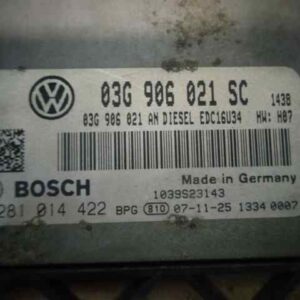 03G 906 021 SC 1438
03G 906 021 AN DIESEL EDC16U34 HW: H07
BOSCH Made in Germany
1039S23143
281 014 422 BPG 810 07-11-25 1334 0007